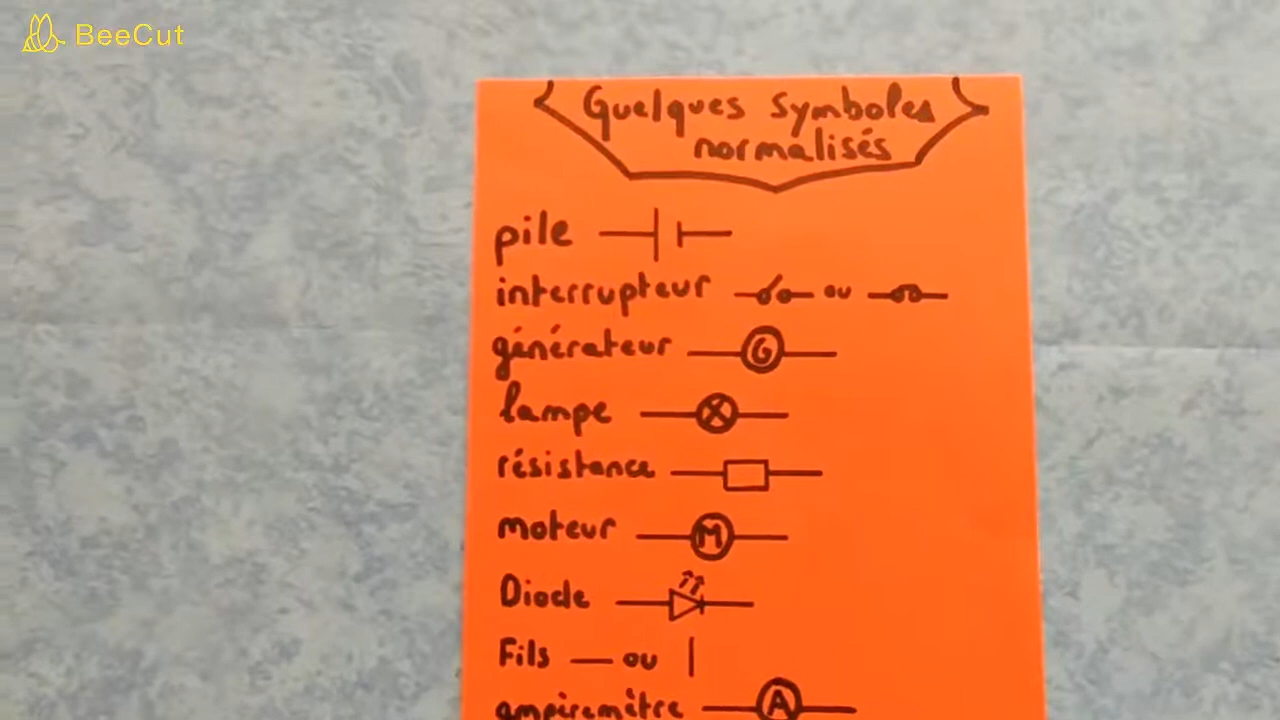 BeeCut
Quelques symboles
normalisés
pile
interrupteur ou
générateur G
lampe
résistance
moteur M
Diode
Fils ou
ampèremètre A